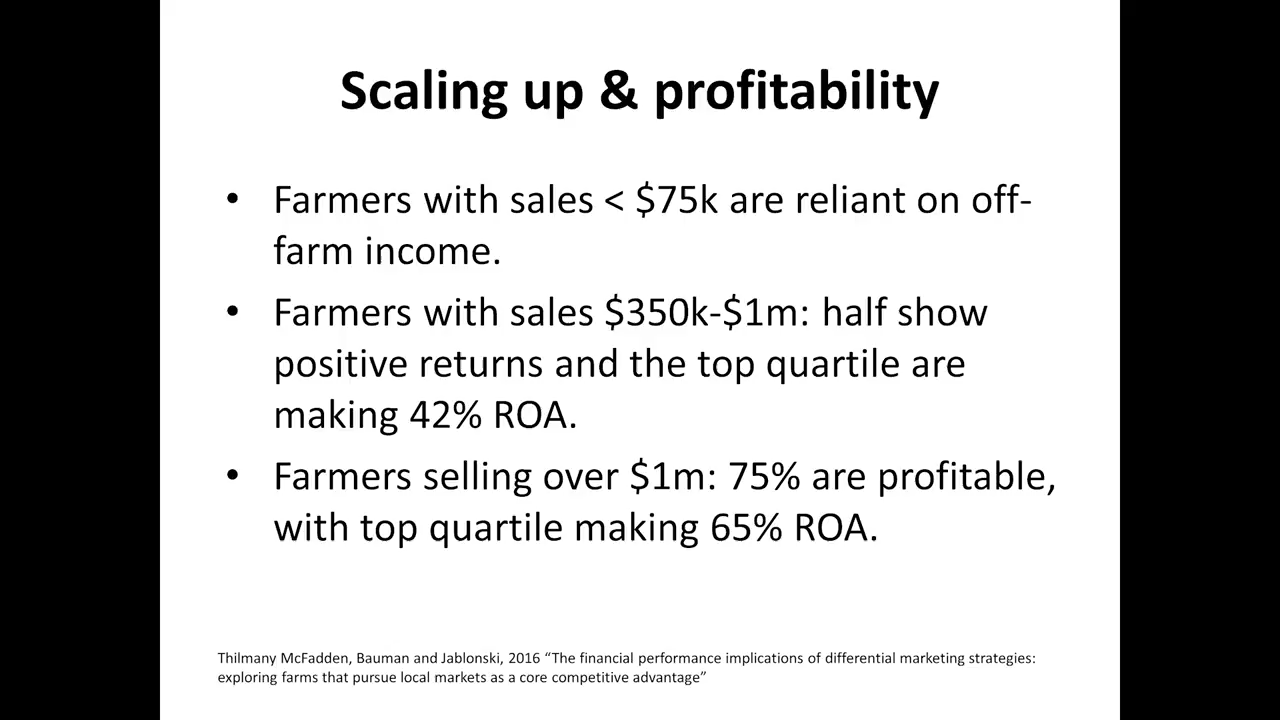 Scaling up & profitability
• Farmers with sales < $75k are reliant on off-
farm income.
• Farmers with sales $350k-$1m: half show
positive returns and the top quartile are
making 42% ROA.
• Farmers selling over $1m: 75% are profitable,
with top quartile making 65% ROA.
Thilmany McFadden, Bauman and Jablonski, 2016 “The financial performance implications of differential marketing strategies:
exploring farms that pursue local markets as a core competitive advantage”